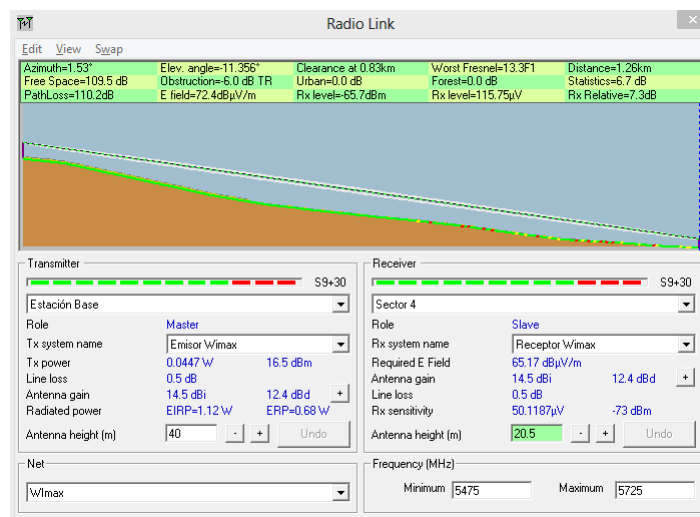 Radio Link
Edit View Swap
Azimuth=1.53° Elev. angle=-11.356° Clearance at 0.83km Worst Fresnel=13.3F1 Distance=1.26km
Free Space=109.5 dB Obstruction=-6.0 dB TR Urban=0.0 dB Forest=0.0 dB Statistics=6.7 dB
PathLoss=110.2dB E field=72.4dBµV/m Rx level=-65.7dBm Rx level=115.75µV Rx Relative=7.3dB
Transmitter
S9+30
Estación Base
Role Master
Tx system name Emisor Wimax
Tx power 0.0447 W 16.5 dBm
Line loss 0.5 dB
Antenna gain 14.5 dBi 12.4 dBd +
Radiated power EIRP=1.12 W ERP=0.68 W
Antenna height (m) 40 - + Undo
Receiver
S9+30
Sector 4
Role Slave
Rx system name Receptor Wimax
Required E Field 65.17 dBµV/m
Antenna gain 14.5 dBi 12.4 dBd +
Line loss 0.5 dB
Rx sensitivity 50.1187µV -73 dBm
Antenna height (m) 20.5 - + Undo
Net
WImax
Frequency (MHz)
Minimum 5475 Maximum 5725